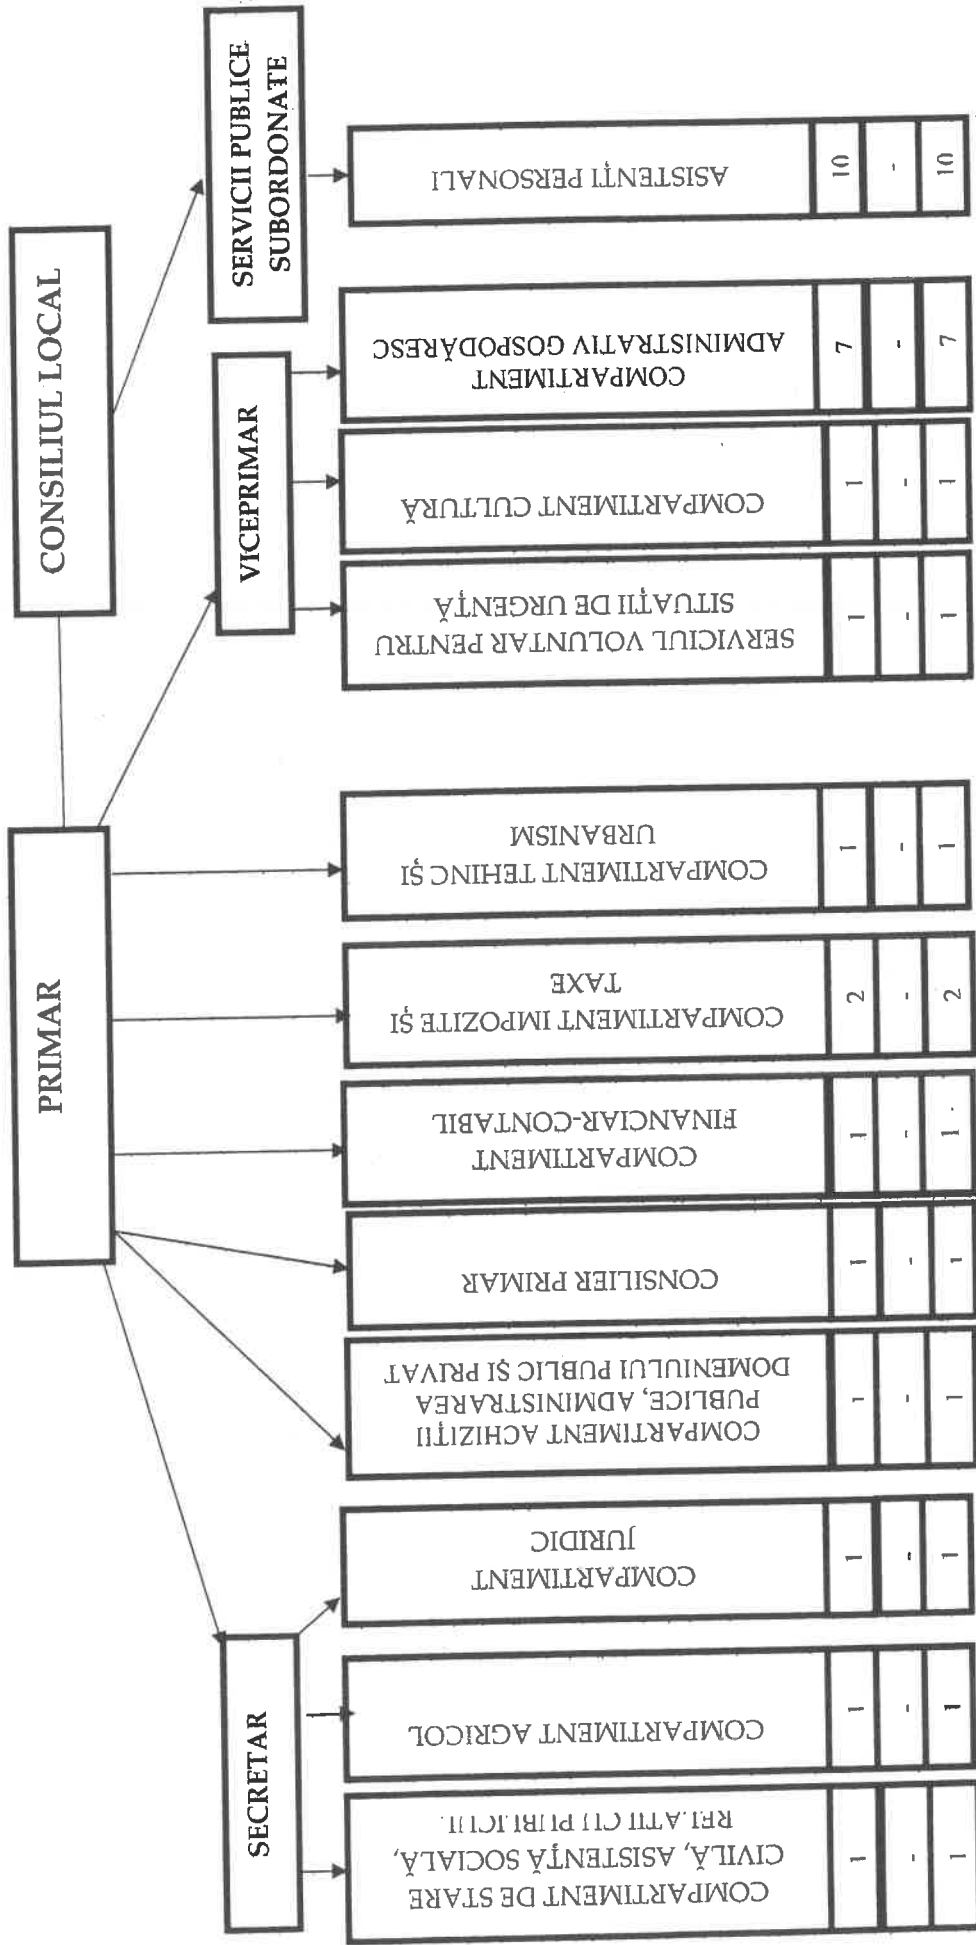 CONSILIUL LOCAL
PRIMAR
SERVICII PUBLICE
SUBORDONATE
VICEPRIMAR
SECRETAR
COMPARTIMENT DE STARE
CIVILĂ, ASISTENȚĂ SOCIALĂ,
RELATII CU PUBLICUL
1
-
1
COMPARTIMENT AGRICOL
1
-
1
COMPARTIMENT
JURIDIC
1
-
1
COMPARTIMENT ACHIZIȚII
PUBLICE, ADMINISTRAREA
DOMENIULUI PUBLIC ȘI PRIVAT
1
-
1
CONSILIER PRIMAR
1
-
1
COMPARTIMENT
FINANCIAR-CONTABIL
1
-
1
COMPARTIMENT IMPOZITE ȘI
TAXE
2
-
2
COMPARTIMENT TEHINC ȘI
URBANISM
1
-
1
SERVICIUL VOLUNTAR PENTRU
SITUAȚII DE URGENȚĂ
1
-
1
COMPARTIMENT CULTURĂ
1
-
1
COMPARTIMENT
ADMINISTRATIV GOSPODĂRESC
7
-
7
ASISTENȚI PERSONALI
10
-
10